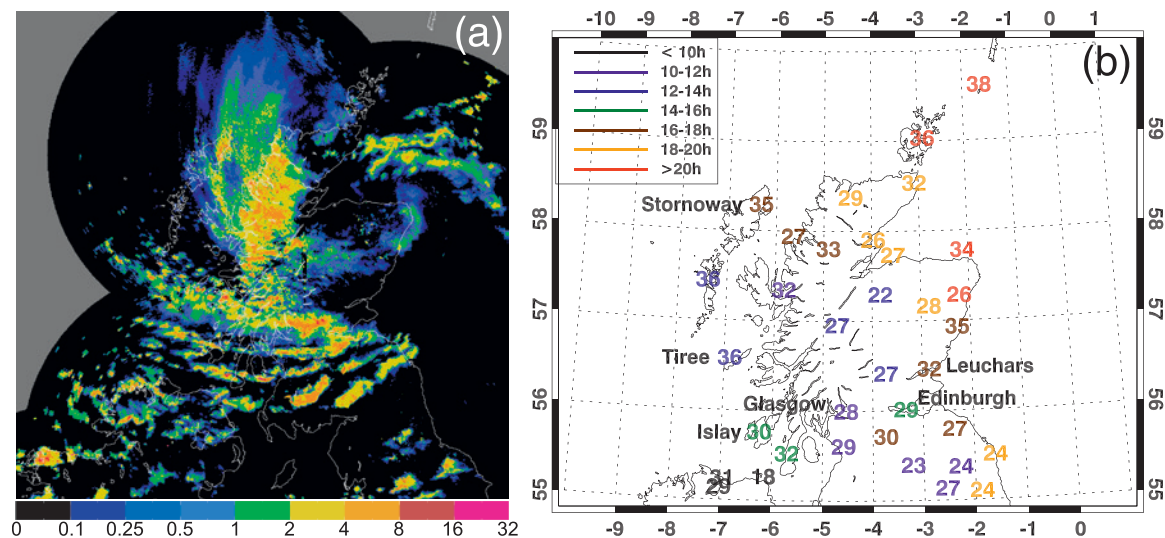 (a)
0 0.1 0.25 0.5 1 2 4 8 16 32
-10 -9 -8 -7 -6 -5 -4 -3 -2 -1 0 1
(b)
< 10h
10-12h
12-14h
14-16h
16-18h
18-20h
>20h
38
59 36 59
32
29
Stornoway 35
58 58
27 33 26 27 34
38 32 22 26
28
57 57
27 35
Tiree 36
27 32 Leuchars
56 Glasgow 28 29 Edinburgh 56
Islay 30 30 27
32 29 24
23 24
21 18
29 27 24
55 55
-9 -8 -7 -6 -5 -4 -3 -2 -1 0